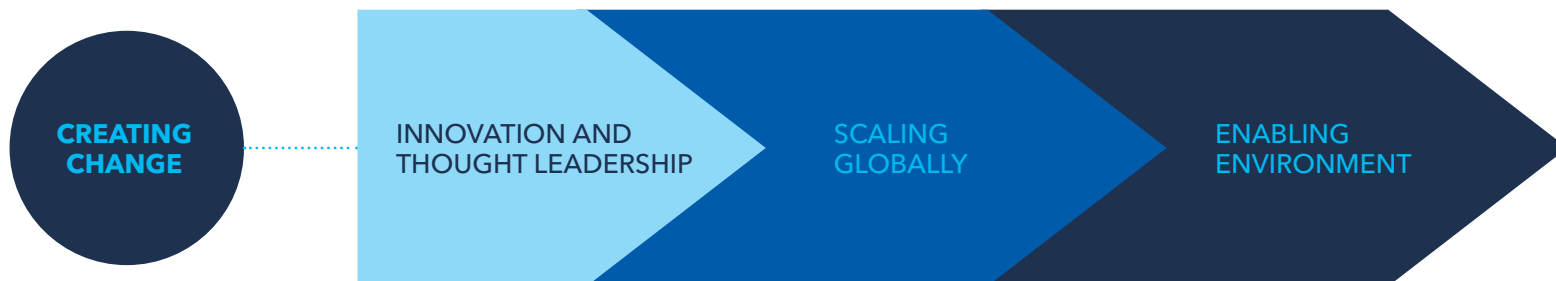 CREATING
CHANGE
INNOVATION AND
THOUGHT LEADERSHIP
SCALING
GLOBALLY
ENABLING
ENVIRONMENT